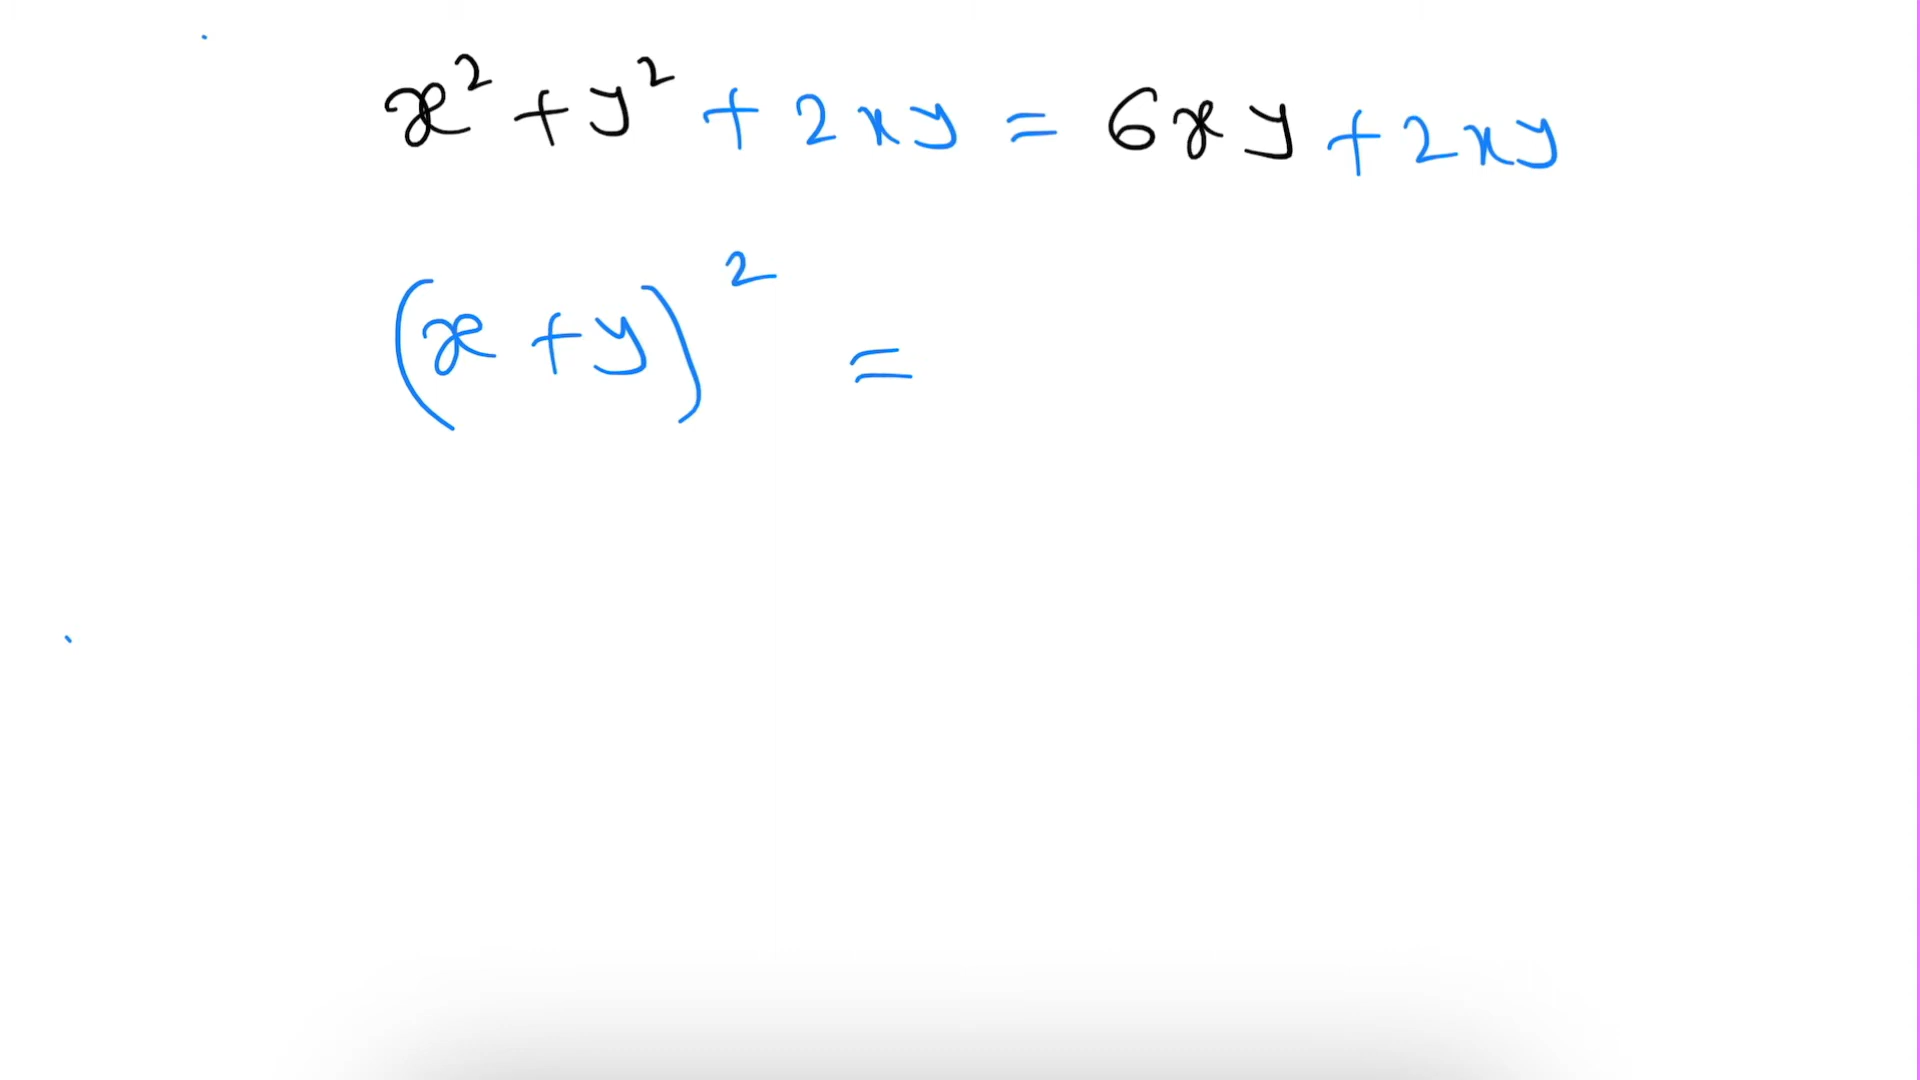 x² + y² + 2xy = 6xy + 2xy
(x + y)² =